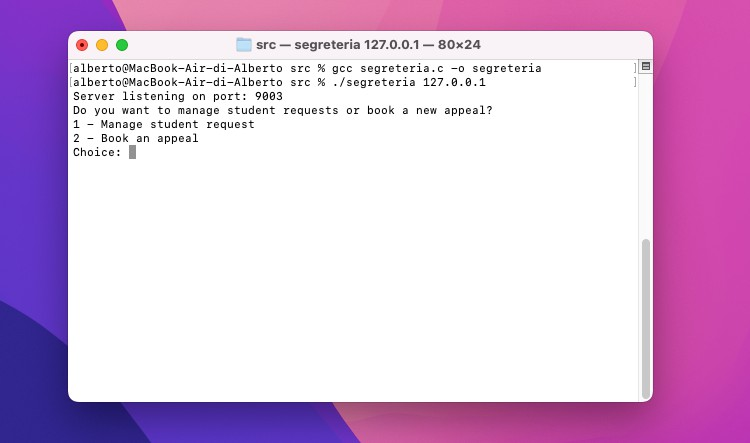 src — segreteria 127.0.0.1 — 80×24
[alberto@MacBook-Air-di-Alberto src % gcc segreteria.c -o segreteria ]
[alberto@MacBook-Air-di-Alberto src % ./segreteria 127.0.0.1 ]
Server listening on port: 9003
Do you want to manage student requests or book a new appeal?
1 - Manage student request
2 - Book an appeal
Choice: